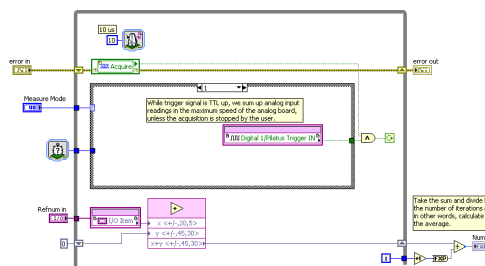 10 us
10
error in
Acquire
error out
1
Measure Mode
While trigger signal is TTL up, we sum up analog input
readings in the maximum speed of the analog board,
unless the acquisition is stopped by the user.
Digital 1/Pilatus Trigger IN
Refnum in
I/O
I/O Item
x <+/-,20,5>
y <+/-,45,30>
x+y <+/-,45,30>
0
Take the sum and divide
the number of iterations
in other words, calculate
the average.
Num
i
FXP